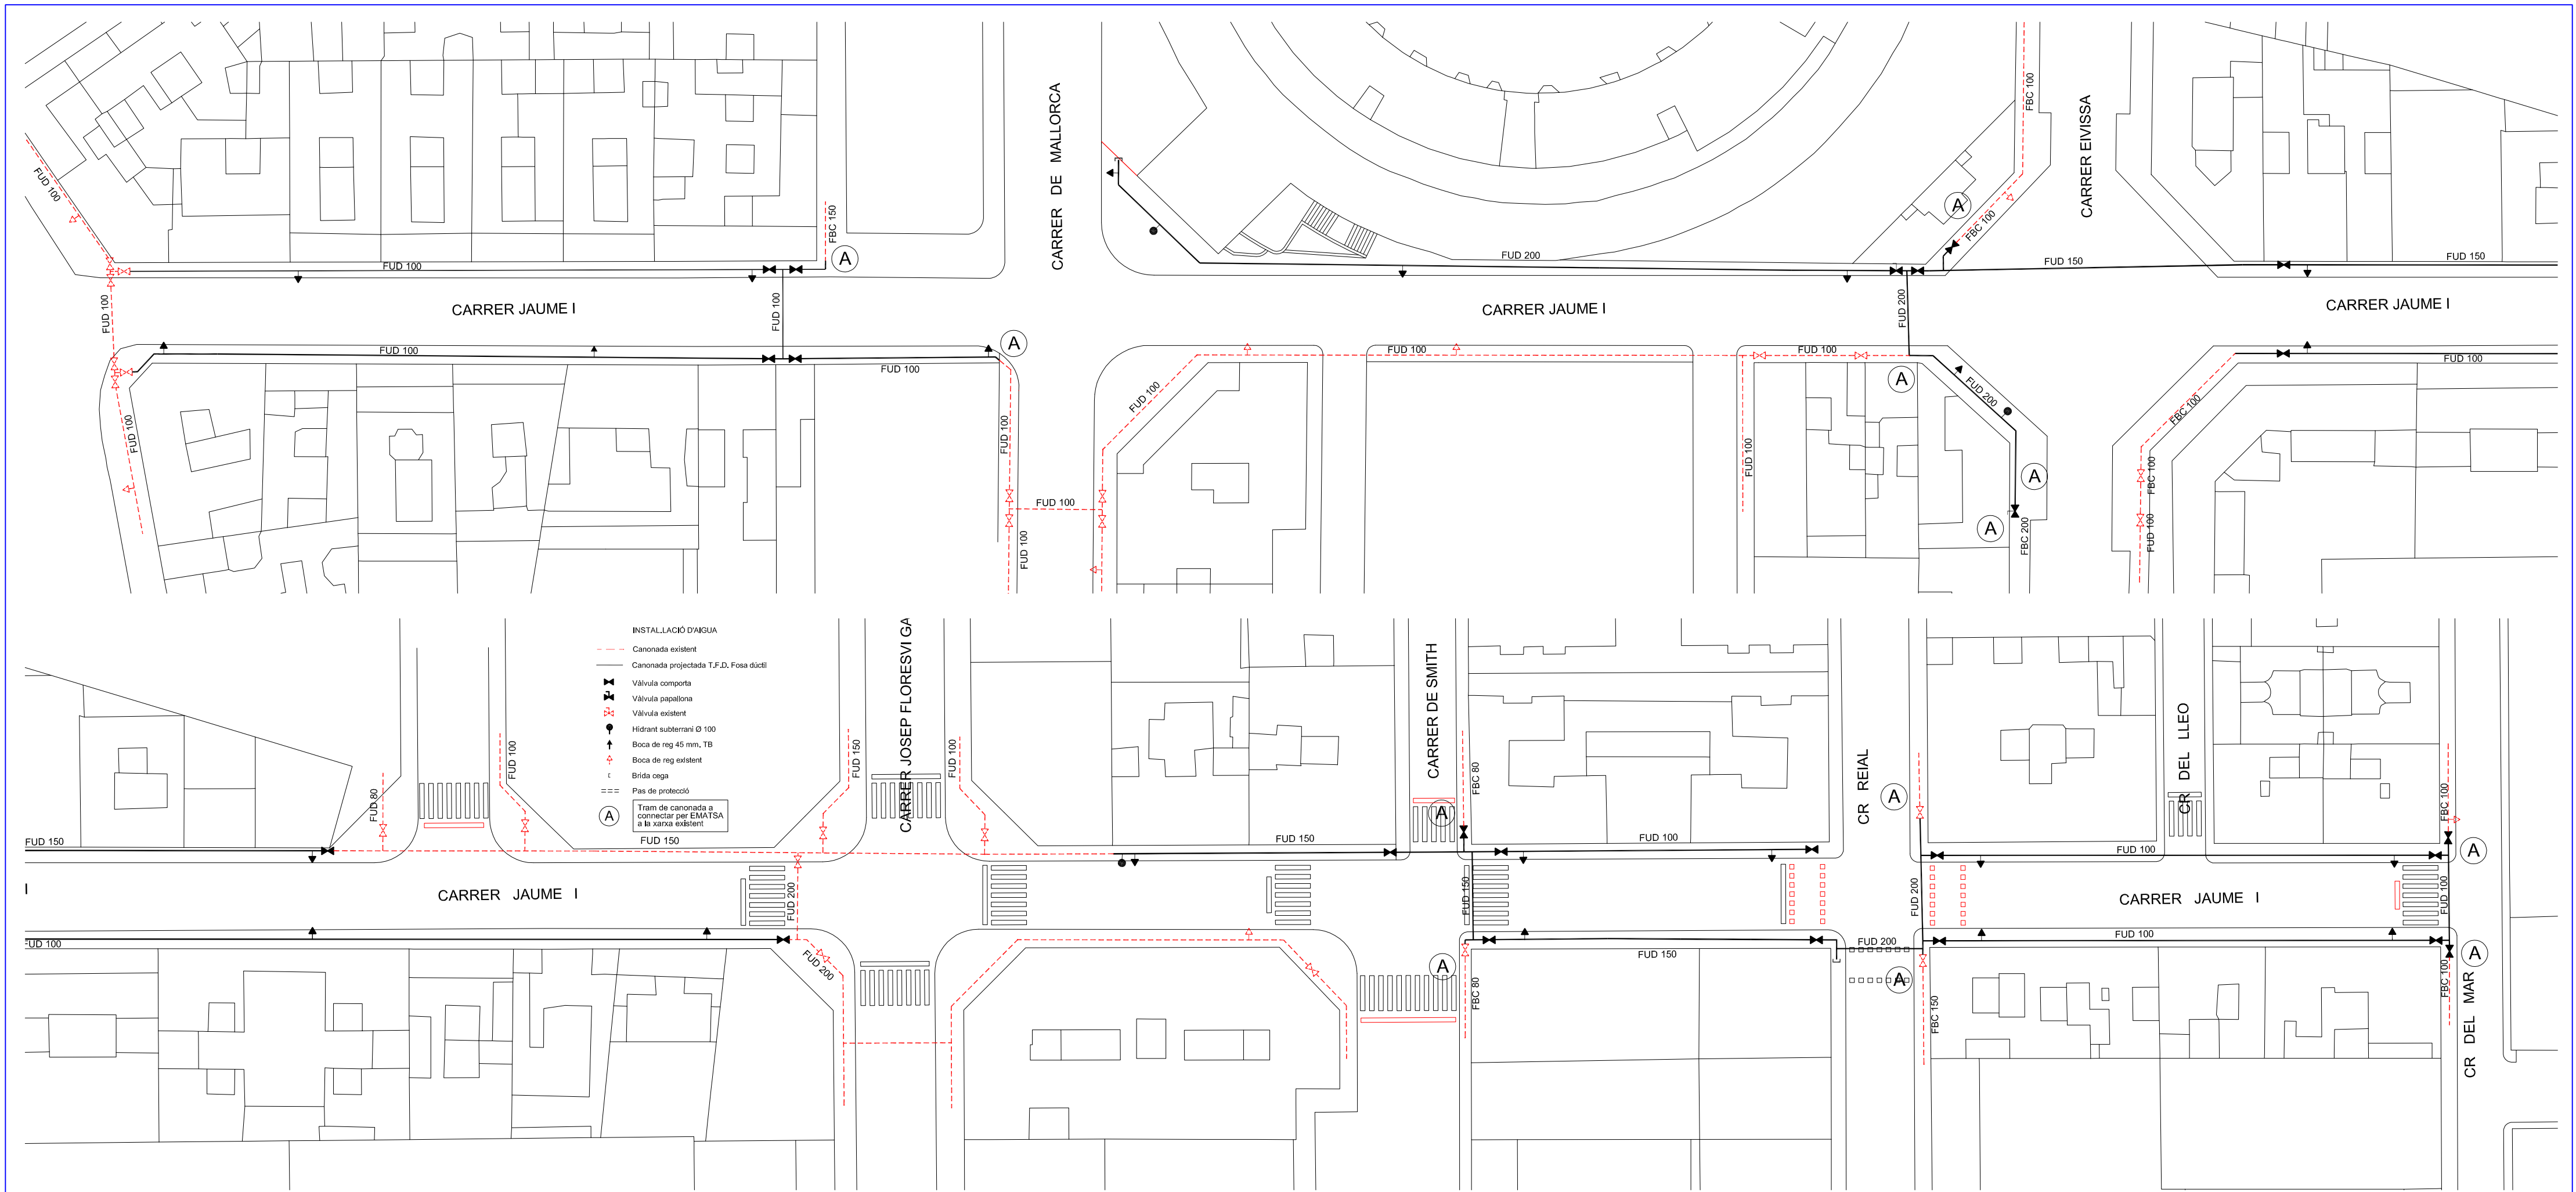 CARRER DE MALLORCA
CARRER EIVISSA
FBC 100
FUD 100
FBC 150
A
A
FBC 100
FUD 100
FUD 200
FUD 150
FUD 150
FUD 100
CARRER JAUME I
FUD 100
CARRER JAUME I
FUD 200
CARRER JAUME I
A
FUD 100
FUD 100
FUD 100
FUD 100
FUD 100
FUD 100
A
FUD 200
FUD 100
FBC 100
FUD 100
FUD 100
FUD 100
A
FBC 100
FUD 100
A
FUD 100
FBC 200
FUD 100
INSTAL.LACIÓ D'AIGUA
Canonada existent
Canonada projectada T.F.D. Fosa dúctil
Vàlvula comporta
Vàlvula papallona
Vàlvula existent
Hidrant subterrani Ø 100
Boca de reg 45 mm. TB
Boca de reg existent
Brida cega
Pas de protecció
A
Tram de canonada a
connectar per EMATSA
a la xarxa existent
CARRER JOSEP FLORESVI GA
CARRER DE SMITH
CR REIAL
CR DEL LLEO
FUD 100
FUD 150
FUD 100
FUD 80
FBC 80
A
A
FBC 100
FUD 150
FUD 150
FUD 150
FUD 100
FUD 100
A
I
CARRER JAUME I
FUD 200
FUD 150
FUD 200
CARRER JAUME I
FUD 100
FUD 100
FUD 200
A
FUD 150
FUD 200
A
FUD 100
A
FBC 80
FBC 150
FBC 100
CR DEL MAR